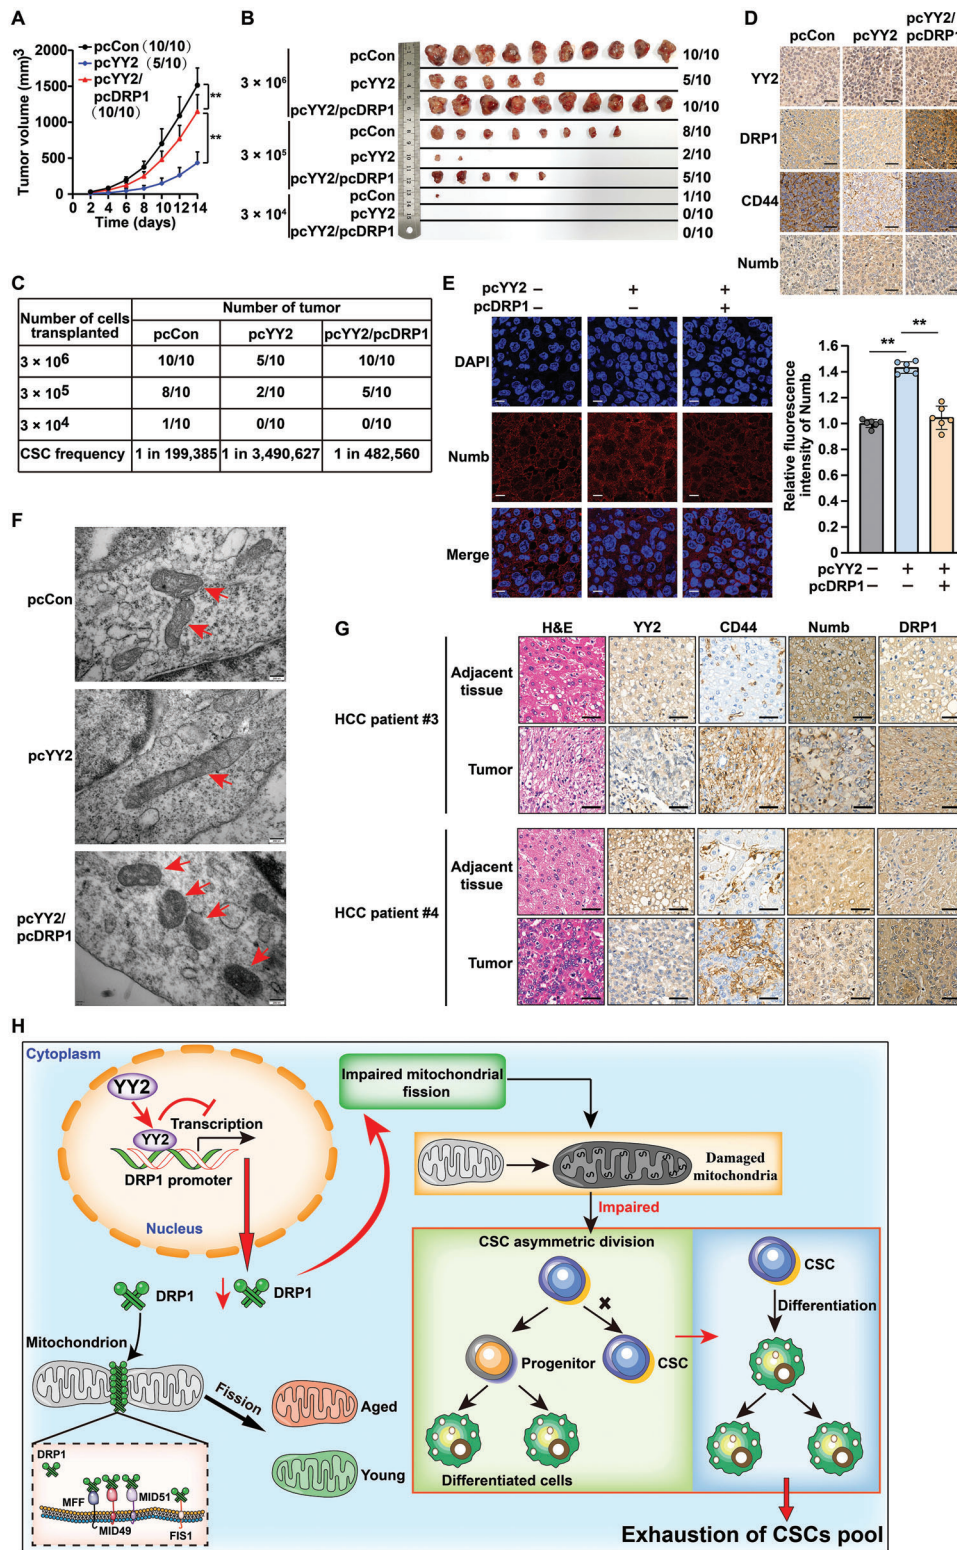 A
pcCon (10/10)
pcYY2 (5/10)
pcYY2/
pcDRP1
(10/10)
Tumor volume (mm)3
2000
1500
1000
500
0
0 2 4 6 8 10 12 14
Time (days)
**
**
B
3 × 10⁶
pcCon 10/10
pcYY2 5/10
pcYY2/pcDRP1 10/10
3 × 10⁵
pcCon 8/10
pcYY2 2/10
pcYY2/pcDRP1 5/10
3 × 10⁴
pcCon 1/10
pcYY2 0/10
pcYY2/pcDRP1 0/10
C
Number of cells transplanted
Number of tumor
pcCon pcYY2 pcYY2/pcDRP1
3 × 10⁶ 10/10 5/10 10/10
3 × 10⁵ 8/10 2/10 5/10
3 × 10⁴ 1/10 0/10 0/10
CSC frequency 1 in 199,385 1 in 3,490,627 1 in 482,560
D
pcCon pcYY2 pcYY2/
pcDRP1
YY2
DRP1
CD44
Numb
E
pcYY2 – + +
pcDRP1 – – +
DAPI
Numb
Merge
Relative fluorescence
intensity of Numb
1.6
1.4
1.2
1.0
0.8
0.6
0.4
0.2
0
**
**
pcYY2 – + +
pcDRP1 – – +
F
pcCon
pcYY2
pcYY2/
pcDRP1
G
H&E YY2 CD44 Numb DRP1
HCC patient #3
Adjacent
tissue
Tumor
HCC patient #4
Adjacent
tissue
Tumor
H
Cytoplasm
YY2
YY2
Transcription
DRP1 promoter
Nucleus
Impaired mitochondrial
fission
Damaged
mitochondria
Impaired
DRP1
DRP1
Mitochondrion
Fission
Aged
Young
DRP1
MFF
MID51
MID49
FIS1
CSC asymmetric division
Progenitor
CSC
Differentiated cells
CSC
Differentiation
Exhaustion of CSCs pool